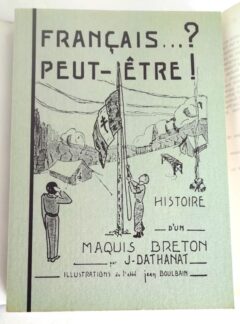 FRANÇAIS...?
PEUT-ÊTRE!
HISTOIRE
D'UN
MAQUIS BRETON
par J-DATHANAT
ILLUSTRATIONS de l'abbé jean BOULBAIN